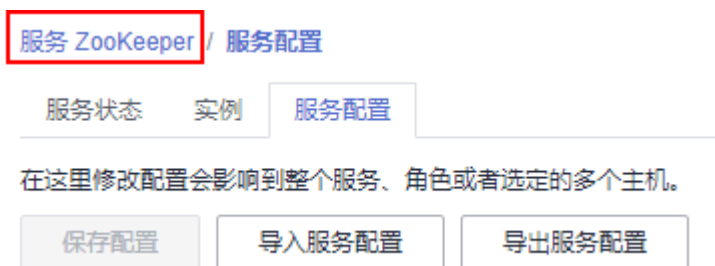 服务 ZooKeeper / 服务配置
服务状态 实例 服务配置
在这里修改配置会影响到整个服务、角色或者选定的多个主机。
保存配置 导入服务配置 导出服务配置